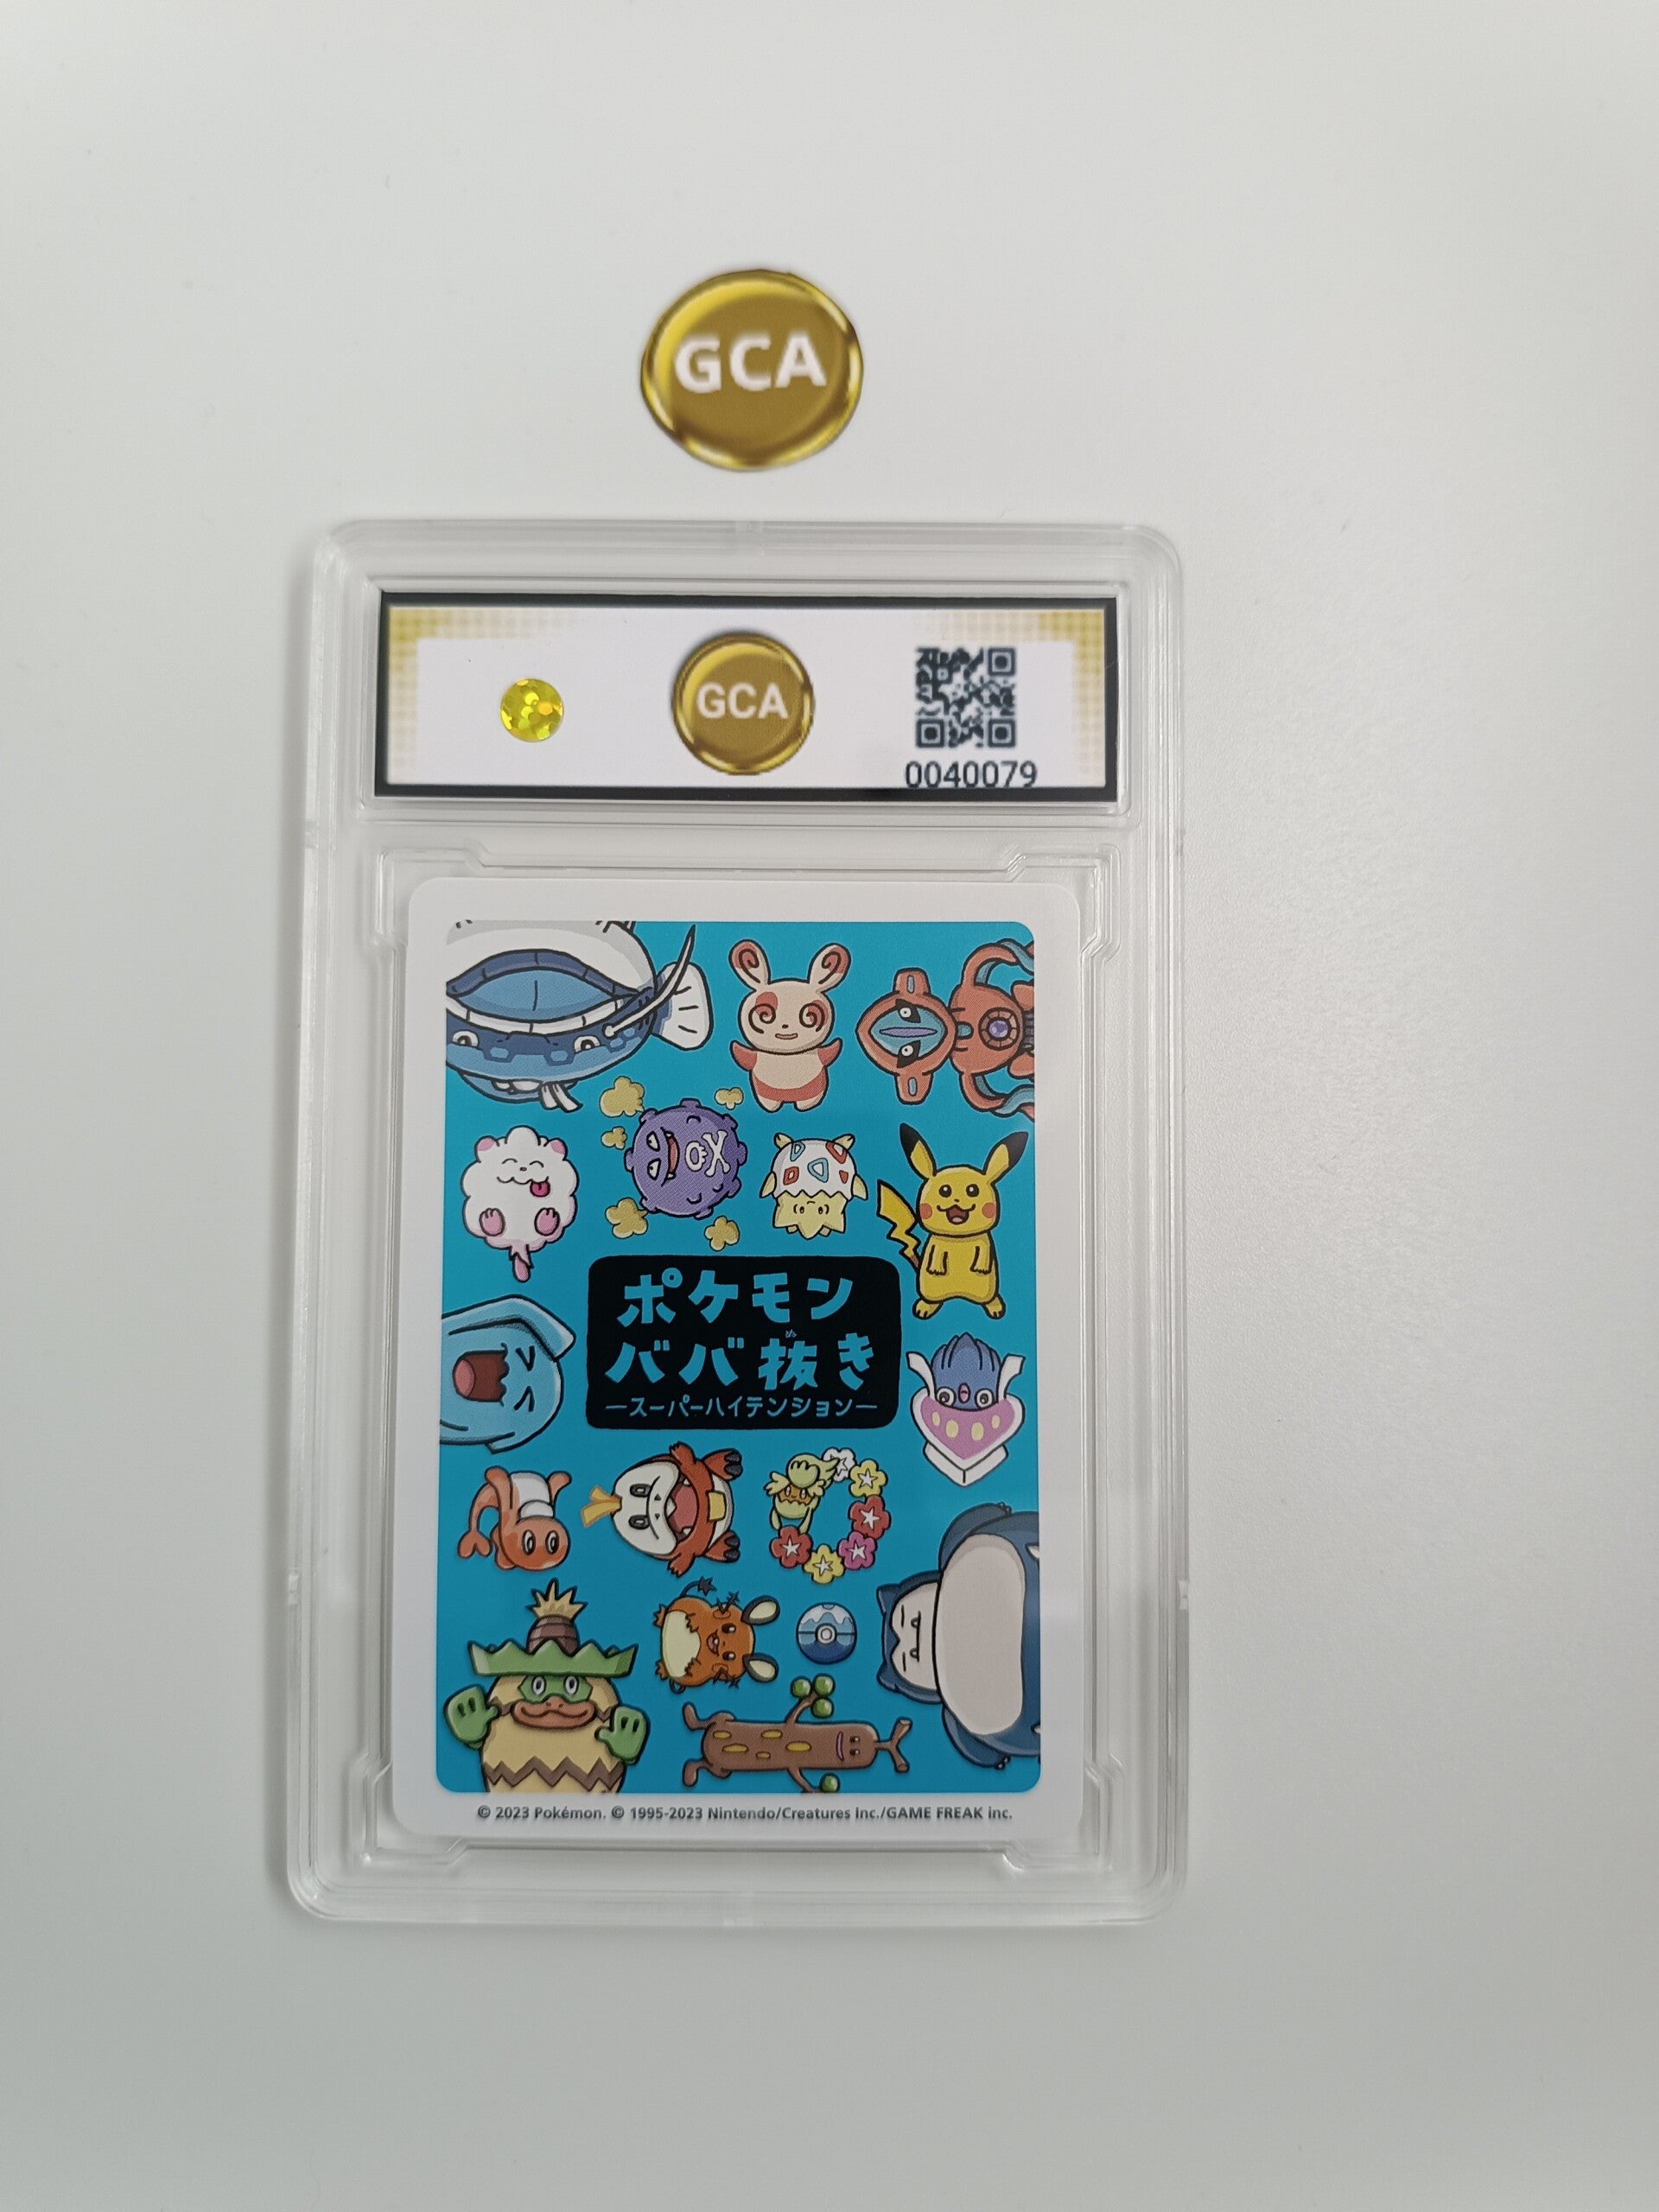 GCA
GCA
0040079
ポケモン
ババ抜き
ぬ
ースーパーハイテンションー
© 2023 Pokémon. © 1995-2023 Nintendo/Creatures Inc./GAME FREAK inc.